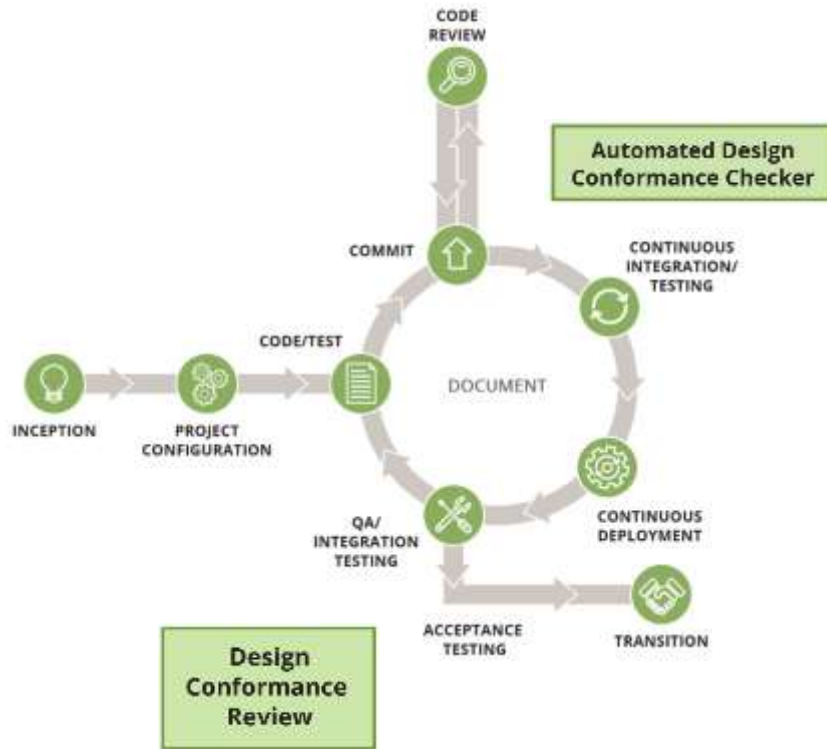 CODE
REVIEW
Automated Design
Conformance Checker
COMMIT
CONTINUOUS
INTEGRATION/
TESTING
CODE/TEST
DOCUMENT
INCEPTION
PROJECT
CONFIGURATION
QA/
INTEGRATION
TESTING
CONTINUOUS
DEPLOYMENT
ACCEPTANCE
TESTING
TRANSITION
Design
Conformance
Review